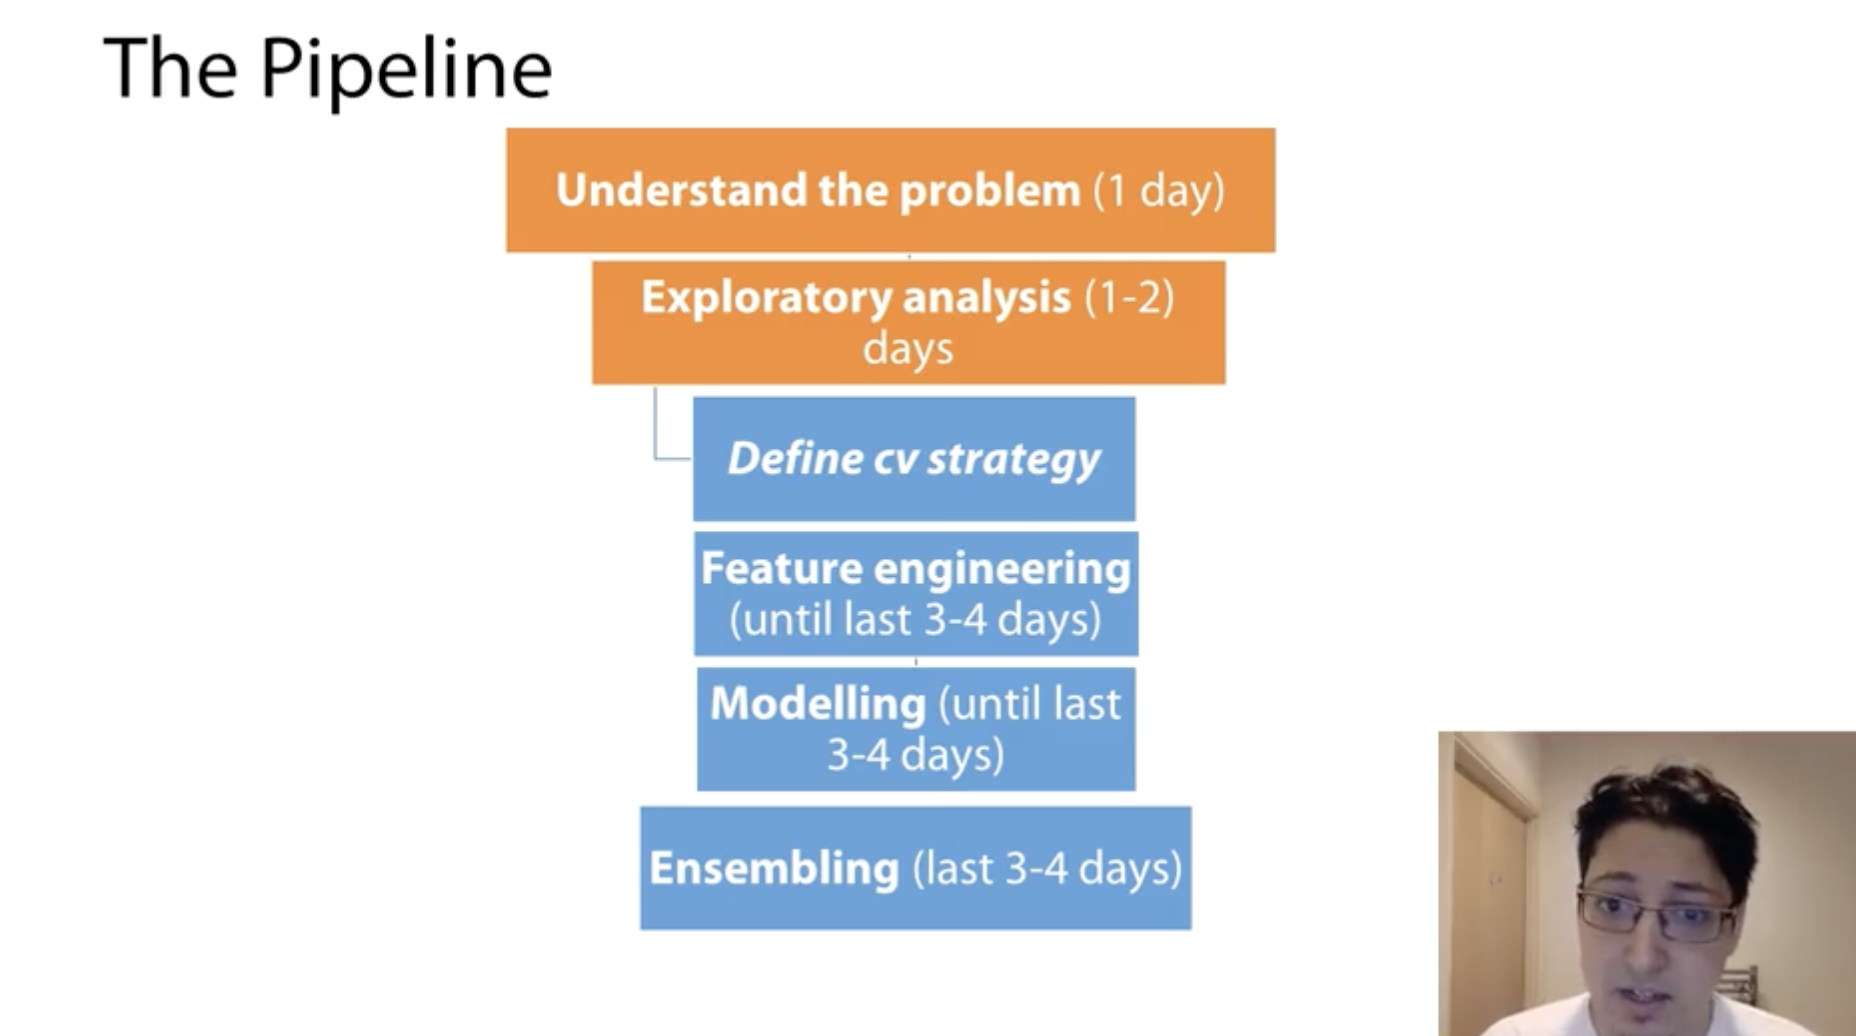 The Pipeline
Understand the problem (1 day)
Exploratory analysis (1-2)
days
Define cv strategy
Feature engineering
(until last 3-4 days)
Modelling (until last
3-4 days)
Ensembling (last 3-4 days)